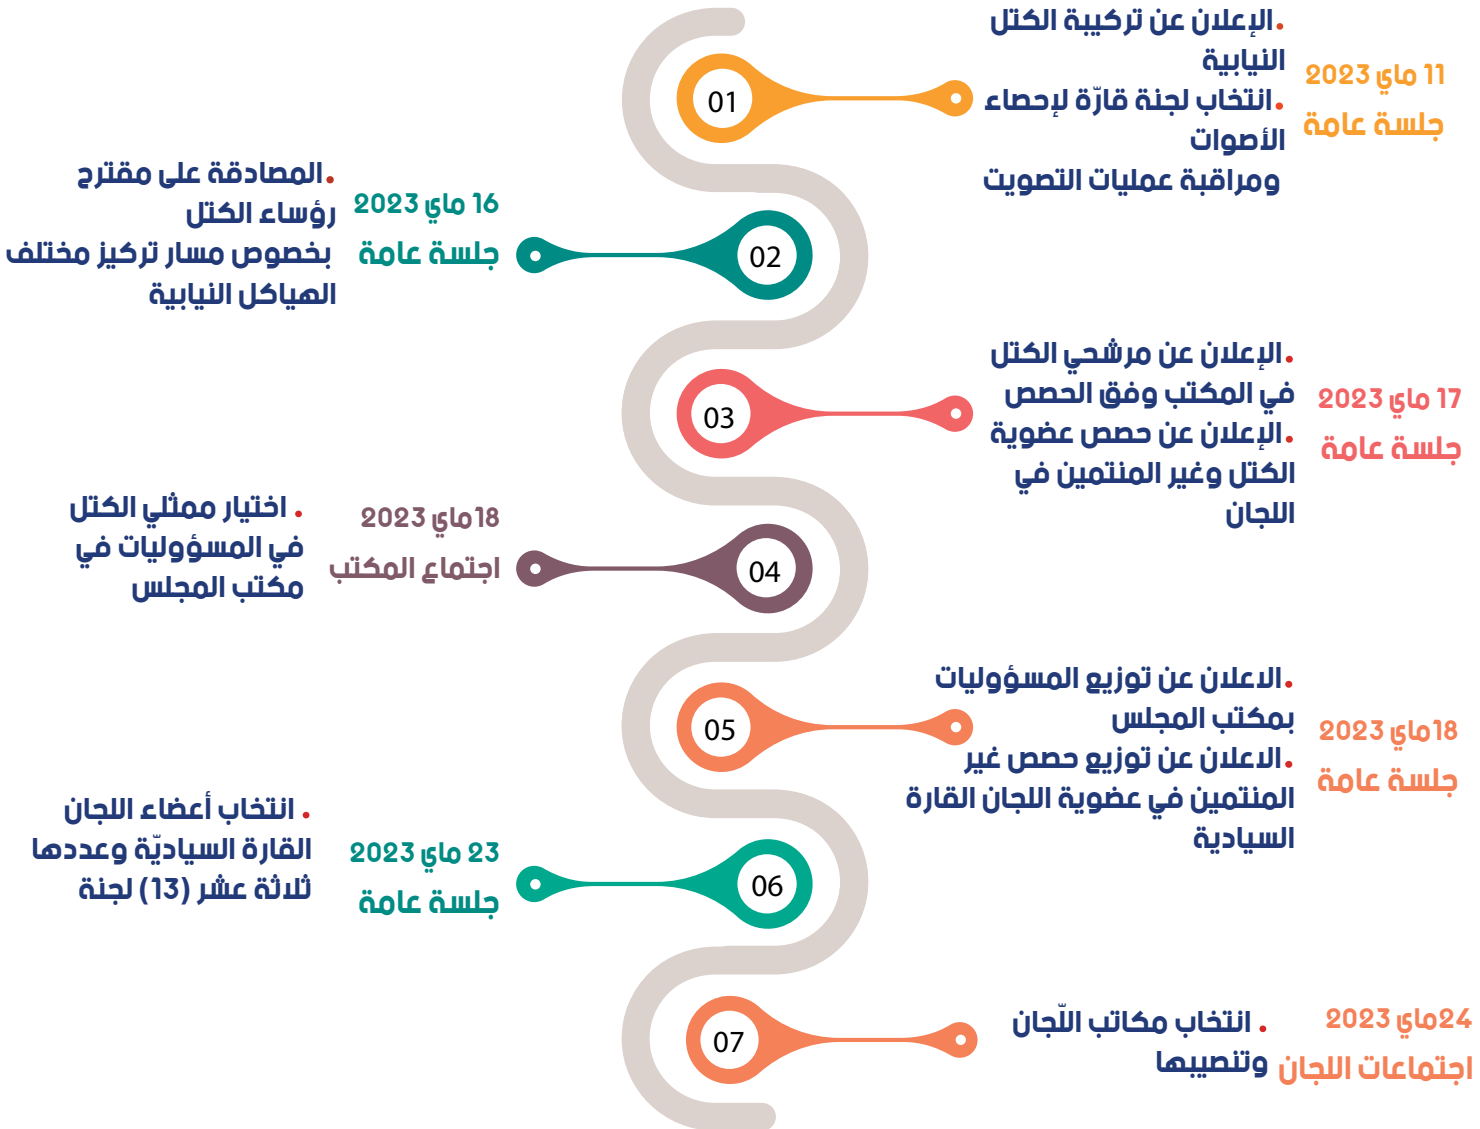 01
11 ماي 2023
جلسة عامة
.الإعلان عن تركيبة الكتل
النيابية
.انتخاب لجنة قارّة لإحصاء
الأصوات
ومراقبة عمليات التصويت
02
16 ماي 2023
جلسة عامة
.المصادقة على مقترح
رؤساء الكتل
بخصوص مسار تركيز مختلف
الهياكل النيابية
03
17 ماي 2023
جلسة عامة
.الإعلان عن مرشحي الكتل
في المكتب وفق الحصص
.الإعلان عن حصص عضوية
الكتل وغير المنتمين في
اللجان
04
18ماي 2023
اجتماع المكتب
. اختيار ممثلي الكتل
في المسؤوليات في
مكتب المجلس
05
18ماي 2023
جلسة عامة
.الاعلان عن توزيع المسؤوليات
بمكتب المجلس
.الاعلان عن توزيع حصص غير
المنتمين في عضوية اللجان القارة
السيادية
06
23 ماي 2023
جلسة عامة
. انتخاب أعضاء اللجان
القارة السياديّة وعددها
ثلاثة عشر (13) لجنة
07
24ماي 2023
اجتماعات اللجان
. انتخاب مكاتب اللّجان
وتنصيبها